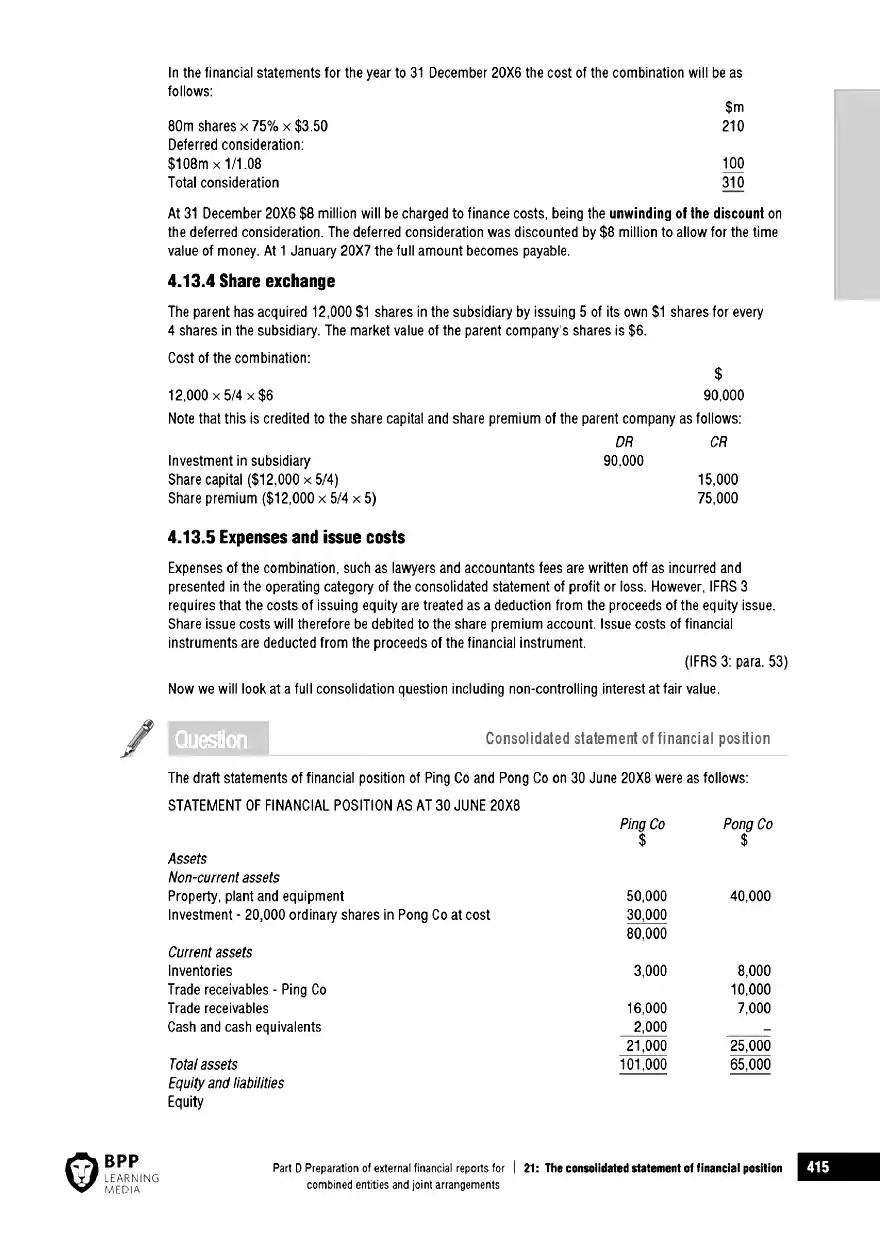 In the financial statements for the year to 31 December 20X6 the cost of the combination will be as
follows:
$m
80m shares × 75% × $3.50 210
Deferred consideration:
$108m × 1/1.08 100
Total consideration 310
At 31 December 20X6 $8 million will be charged to finance costs, being the unwinding of the discount on
the deferred consideration. The deferred consideration was discounted by $8 million to allow for the time
value of money. At 1 January 20X7 the full amount becomes payable.
4.13.4 Share exchange
The parent has acquired 12,000 $1 shares in the subsidiary by issuing 5 of its own $1 shares for every
4 shares in the subsidiary. The market value of the parent company's shares is $6.
Cost of the combination:
$
12,000 × 5/4 × $6 90,000
Note that this is credited to the share capital and share premium of the parent company as follows:
DR CR
Investment in subsidiary 90,000
Share capital ($12,000 × 5/4) 15,000
Share premium ($12,000 × 5/4 × 5) 75,000
4.13.5 Expenses and issue costs
Expenses of the combination, such as lawyers and accountants fees are written off as incurred and
presented in the operating category of the consolidated statement of profit or loss. However, IFRS 3
requires that the costs of issuing equity are treated as a deduction from the proceeds of the equity issue.
Share issue costs will therefore be debited to the share premium account. Issue costs of financial
instruments are deducted from the proceeds of the financial instrument.
(IFRS 3: para. 53)
Now we will look at a full consolidation question including non-controlling interest at fair value.
Question Consolidated statement of financial position
The draft statements of financial position of Ping Co and Pong Co on 30 June 20X8 were as follows:
STATEMENT OF FINANCIAL POSITION AS AT 30 JUNE 20X8
Ping Co Pong Co
$ $
Assets
Non-current assets
Property, plant and equipment 50,000 40,000
Investment - 20,000 ordinary shares in Pong Co at cost 30,000
80,000
Current assets
Inventories 3,000 8,000
Trade receivables - Ping Co 10,000
Trade receivables 16,000 7,000
Cash and cash equivalents 2,000 –
21,000 25,000
Total assets 101,000 65,000
Equity and liabilities
Equity
BPP
LEARNING
MEDIA
Part D Preparation of external financial reports for | 21: The consolidated statement of financial position 415
combined entities and joint arrangements